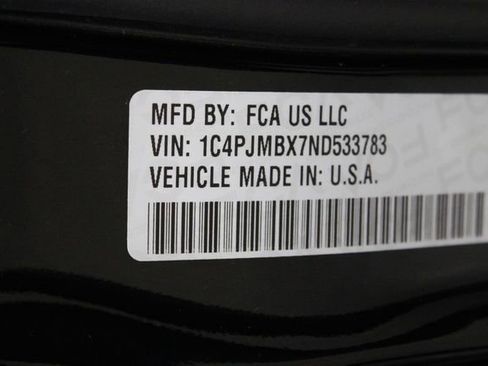 MFD BY: FCA US LLC
VIN: 1C4PJMBX7ND533783
VEHICLE MADE IN: U.S.A.